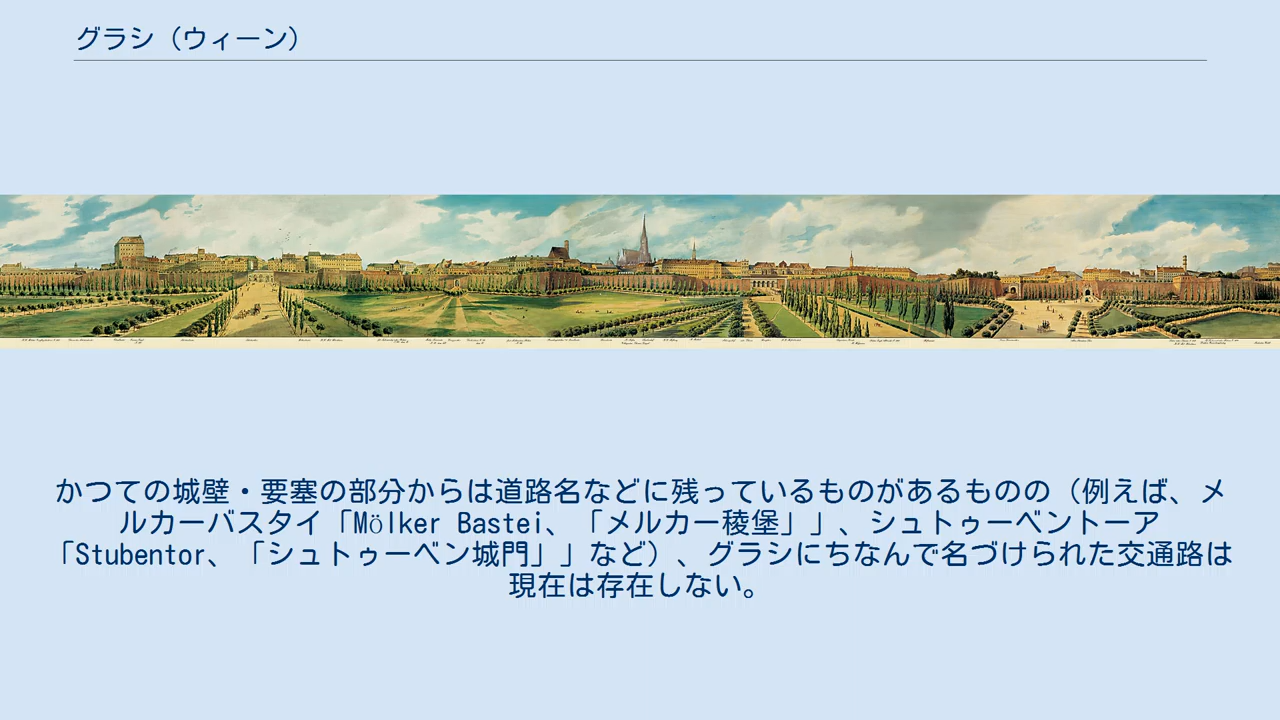 グラシ（ウィーン）
かつての城壁・要塞の部分からは道路名などに残っているものがあるものの（例えば、メ
ルカーバスタイ「Mölker Bastei、「メルカー稜堡」」、シュトゥーベントーア
「Stubentor、「シュトゥーベン城門」」など）、グラシにちなんで名づけられた交通路は
現在は存在しない。